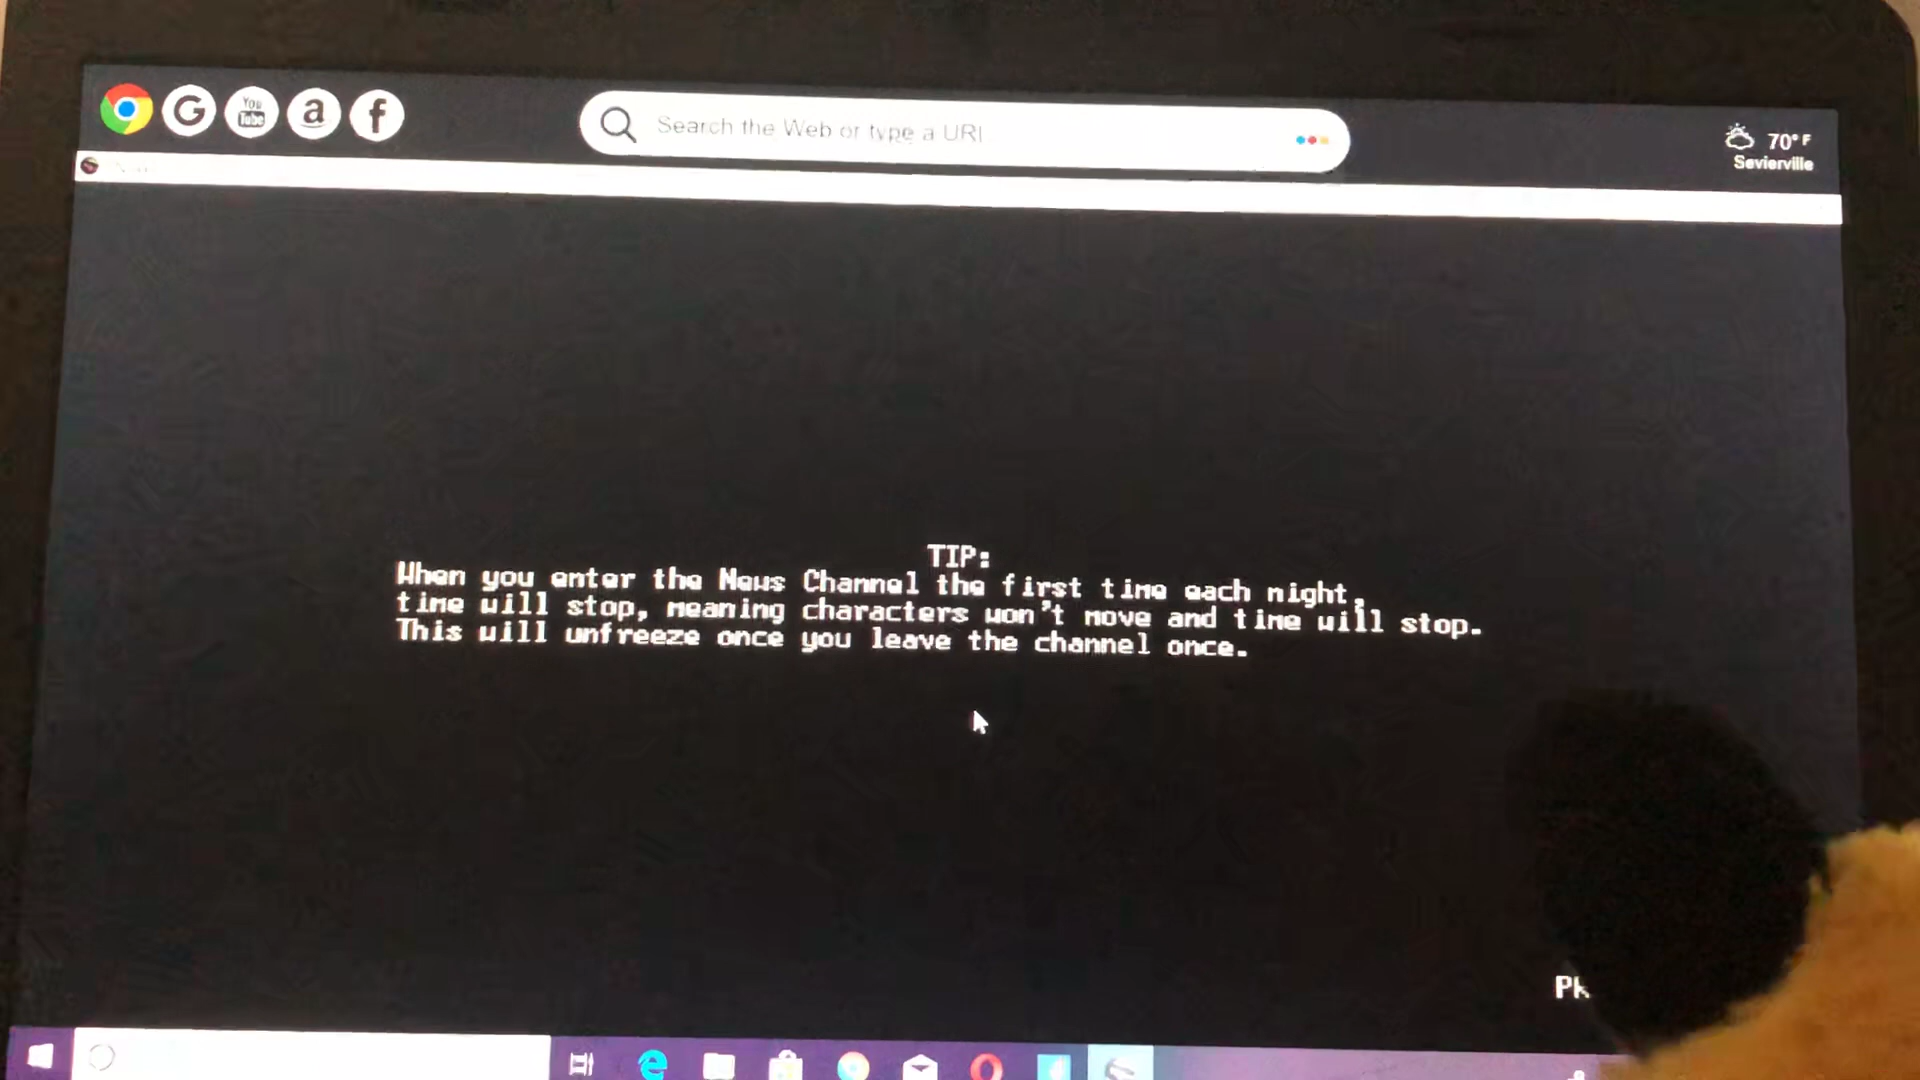 G
You
Tube
a
f
Search the Web or type a URL
70° F
Sevierville
TIP:
When you enter the News Channel the first time each night,
time will stop, meaning characters won't move and time will stop.
This will unfreeze once you leave the channel once.